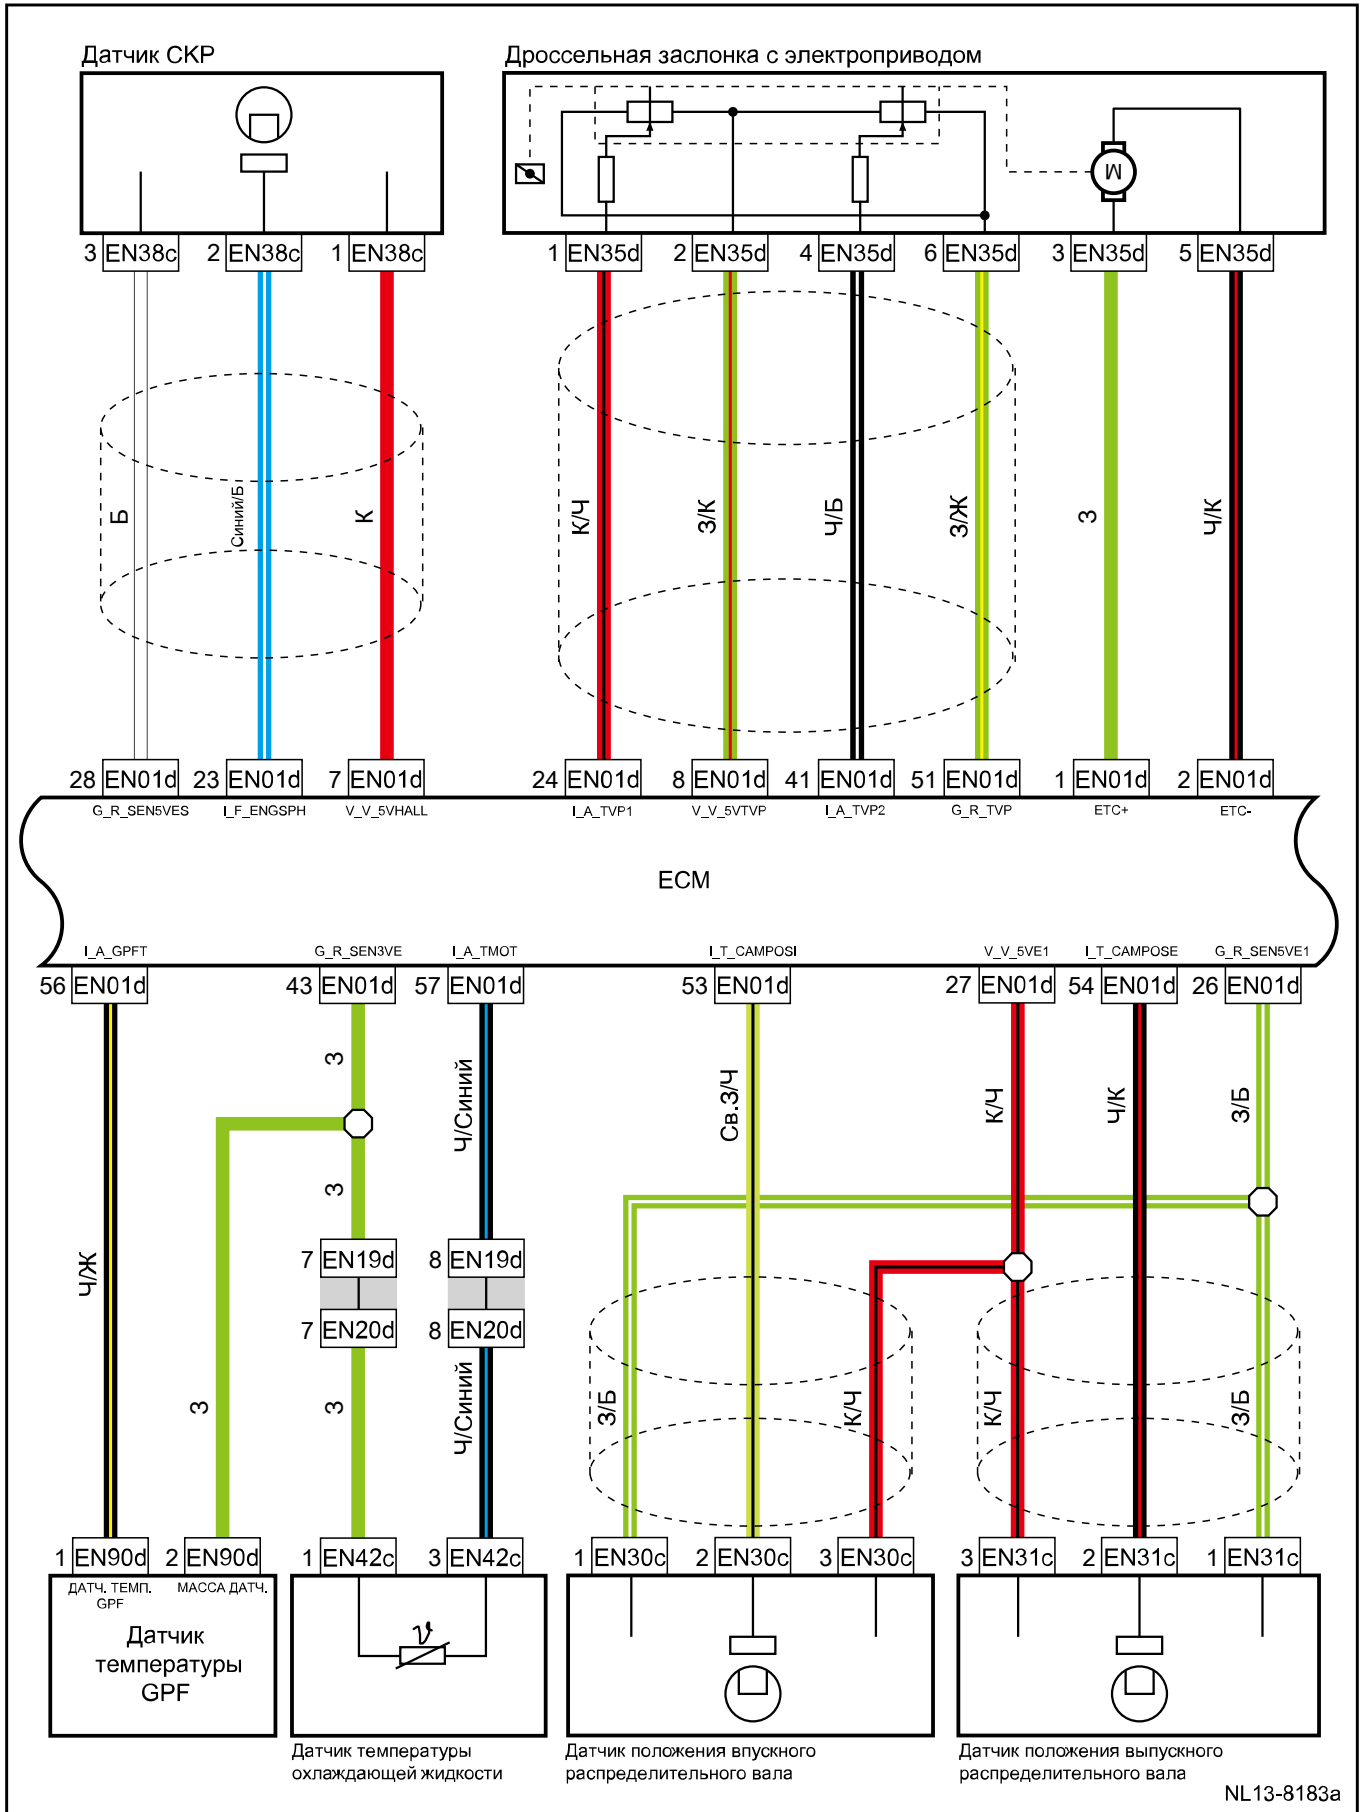 Датчик СКР
Дроссельная заслонка с электроприводом
M
3 EN38c 2 EN38c 1 EN38c 1 EN35d 2 EN35d 4 EN35d 6 EN35d 3 EN35d 5 EN35d
Б Синий/Б К К/Ч З/К Ч/Б З/Ж З Ч/К
28 EN01d 23 EN01d 7 EN01d 24 EN01d 8 EN01d 41 EN01d 51 EN01d 1 EN01d 2 EN01d
G_R_SEN5VES I_F_ENGSPH V_V_5VHALL I_A_TVP1 V_V_5VTVP I_A_TVP2 G_R_TVP ETC+ ETC-
ECM
I_A_GPFT G_R_SEN3VE I_A_TMOT I_T_CAMPOSI V_V_5VE1 I_T_CAMPOSE G_R_SEN5VE1
56 EN01d 43 EN01d 57 EN01d 53 EN01d 27 EN01d 54 EN01d 26 EN01d
З Ч/Синий Св.З/Ч К/Ч Ч/К З/Б
З
Ч/Ж
7 EN19d 8 EN19d
7 EN20d 8 EN20d
З З Ч/Синий З/Б К/Ч К/Ч З/Б
1 EN90d 2 EN90d 1 EN42c 3 EN42c 1 EN30c 2 EN30c 3 EN30c 3 EN31c 2 EN31c 1 EN31c
ДАТЧ. ТЕМП. GPF
МАССА ДАТЧ.
Датчик
температуры
GPF
ϑ
Датчик температуры
охлаждающей жидкости
Датчик положения впускного
распределительного вала
Датчик положения выпускного
распределительного вала
NL13-8183a